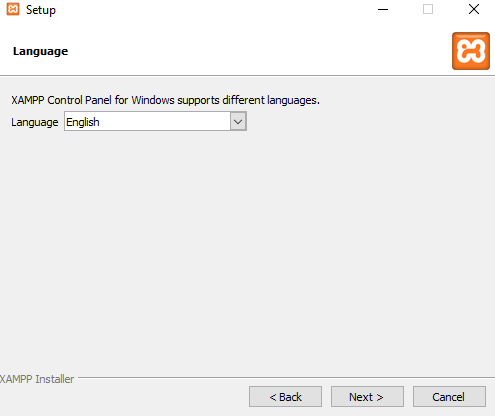 Setup
Language
XAMPP Control Panel for Windows supports different languages.
Language English
XAMPP Installer
< Back Next > Cancel